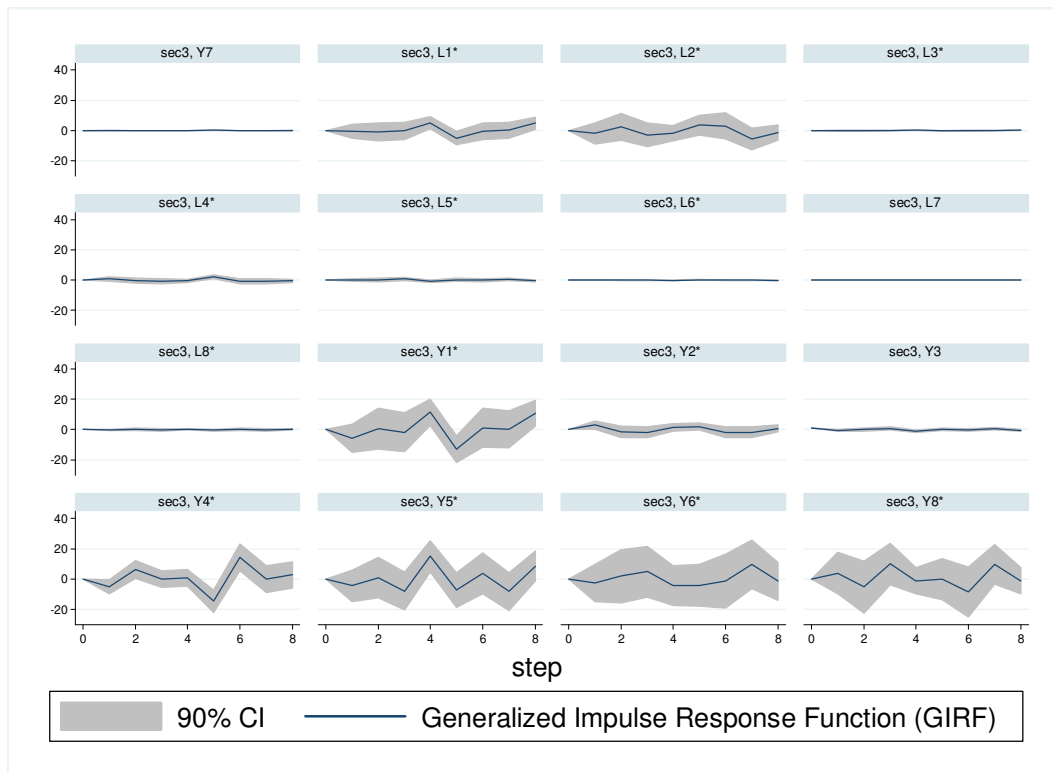 sec3, Y7 sec3, L1* sec3, L2* sec3, L3*
40
20
0
-20
sec3, L4* sec3, L5* sec3, L6* sec3, L7
40
20
0
-20
sec3, L8* sec3, Y1* sec3, Y2* sec3, Y3
40
20
0
-20
sec3, Y4* sec3, Y5* sec3, Y6* sec3, Y8*
40
20
0
-20
0 2 4 6 8 0 2 4 6 8 0 2 4 6 8 0 2 4 6 8
step
90% CI Generalized Impulse Response Function (GIRF)